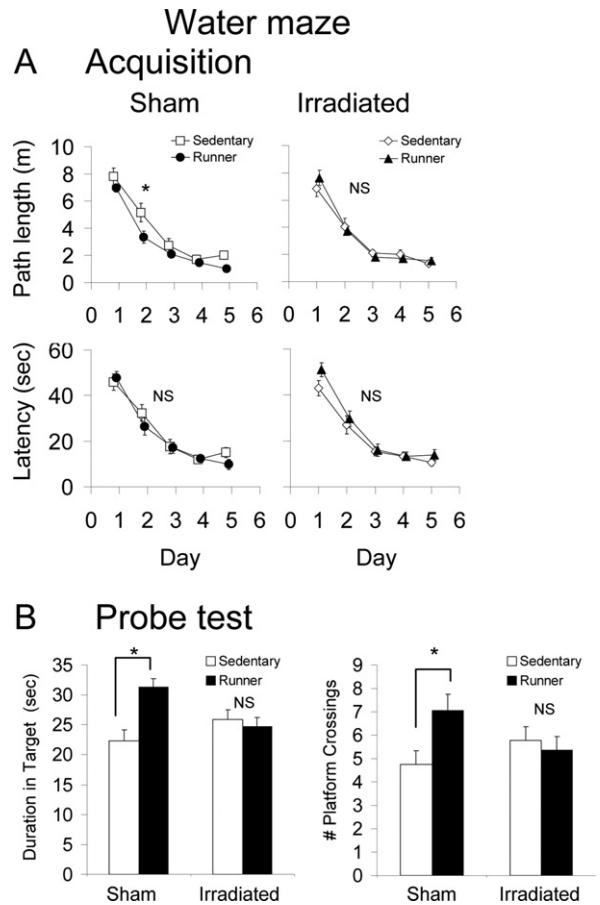 Water maze
A Acquisition
Sham
Irradiated
Path length (m)
10
8
6
4
2
0
Sedentary
Runner
*
0 1 2 3 4 5 6
Sedentary
Runner
NS
0 1 2 3 4 5 6
Latency (sec)
60
40
20
0
NS
0 1 2 3 4 5 6
Day
NS
0 1 2 3 4 5 6
Day
B Probe test
Duration in Target (sec)
35
30
25
20
15
10
5
0
*
Sedentary
Runner
NS
Sham Irradiated
# Platform Crossings
9
8
7
6
5
4
3
2
1
0
*
Sedentary
Runner
NS
Sham Irradiated